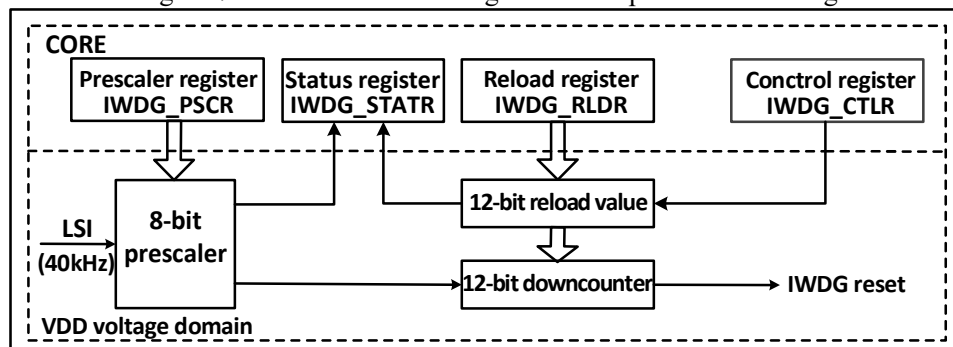 CORE
Prescaler register
IWDG_PSCR
Status register
IWDG_STATR
Reload register
IWDG_RLDR
Conctrol register
IWDG_CTLR
LSI
(40kHz)
8-bit
prescaler
12-bit reload value
12-bit downcounter
IWDG reset
VDD voltage domain